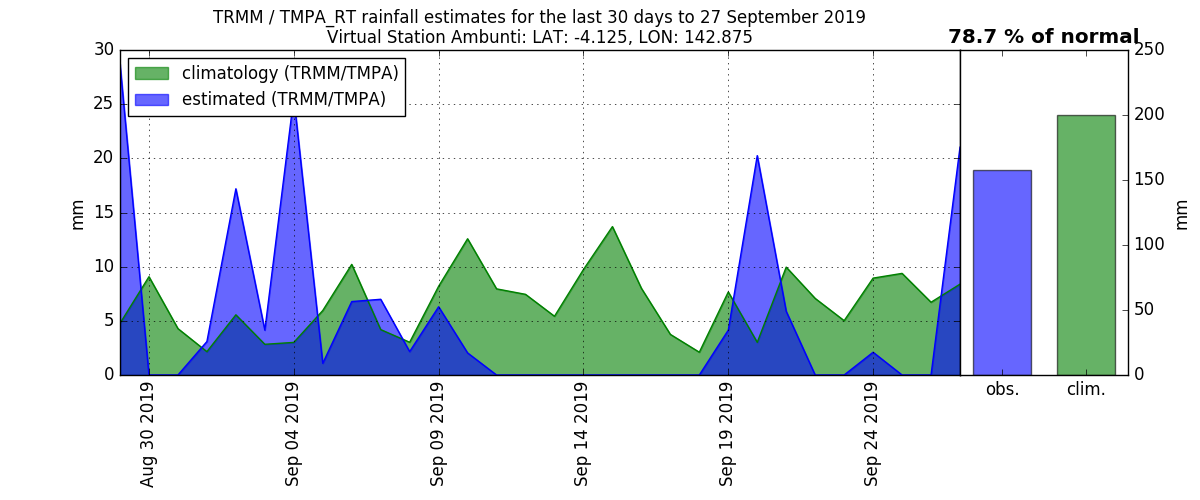 TRMM / TMPA_RT rainfall estimates for the last 30 days to 27 September 2019
Virtual Station Ambunti: LAT: -4.125, LON: 142.875
78.7 % of normal
climatology (TRMM/TMPA)
estimated (TRMM/TMPA)
30
25
20
15
10
5
0
mm
Aug 30 2019
Sep 04 2019
Sep 09 2019
Sep 14 2019
Sep 19 2019
Sep 24 2019
obs.
clim.
250
200
150
100
50
0
mm